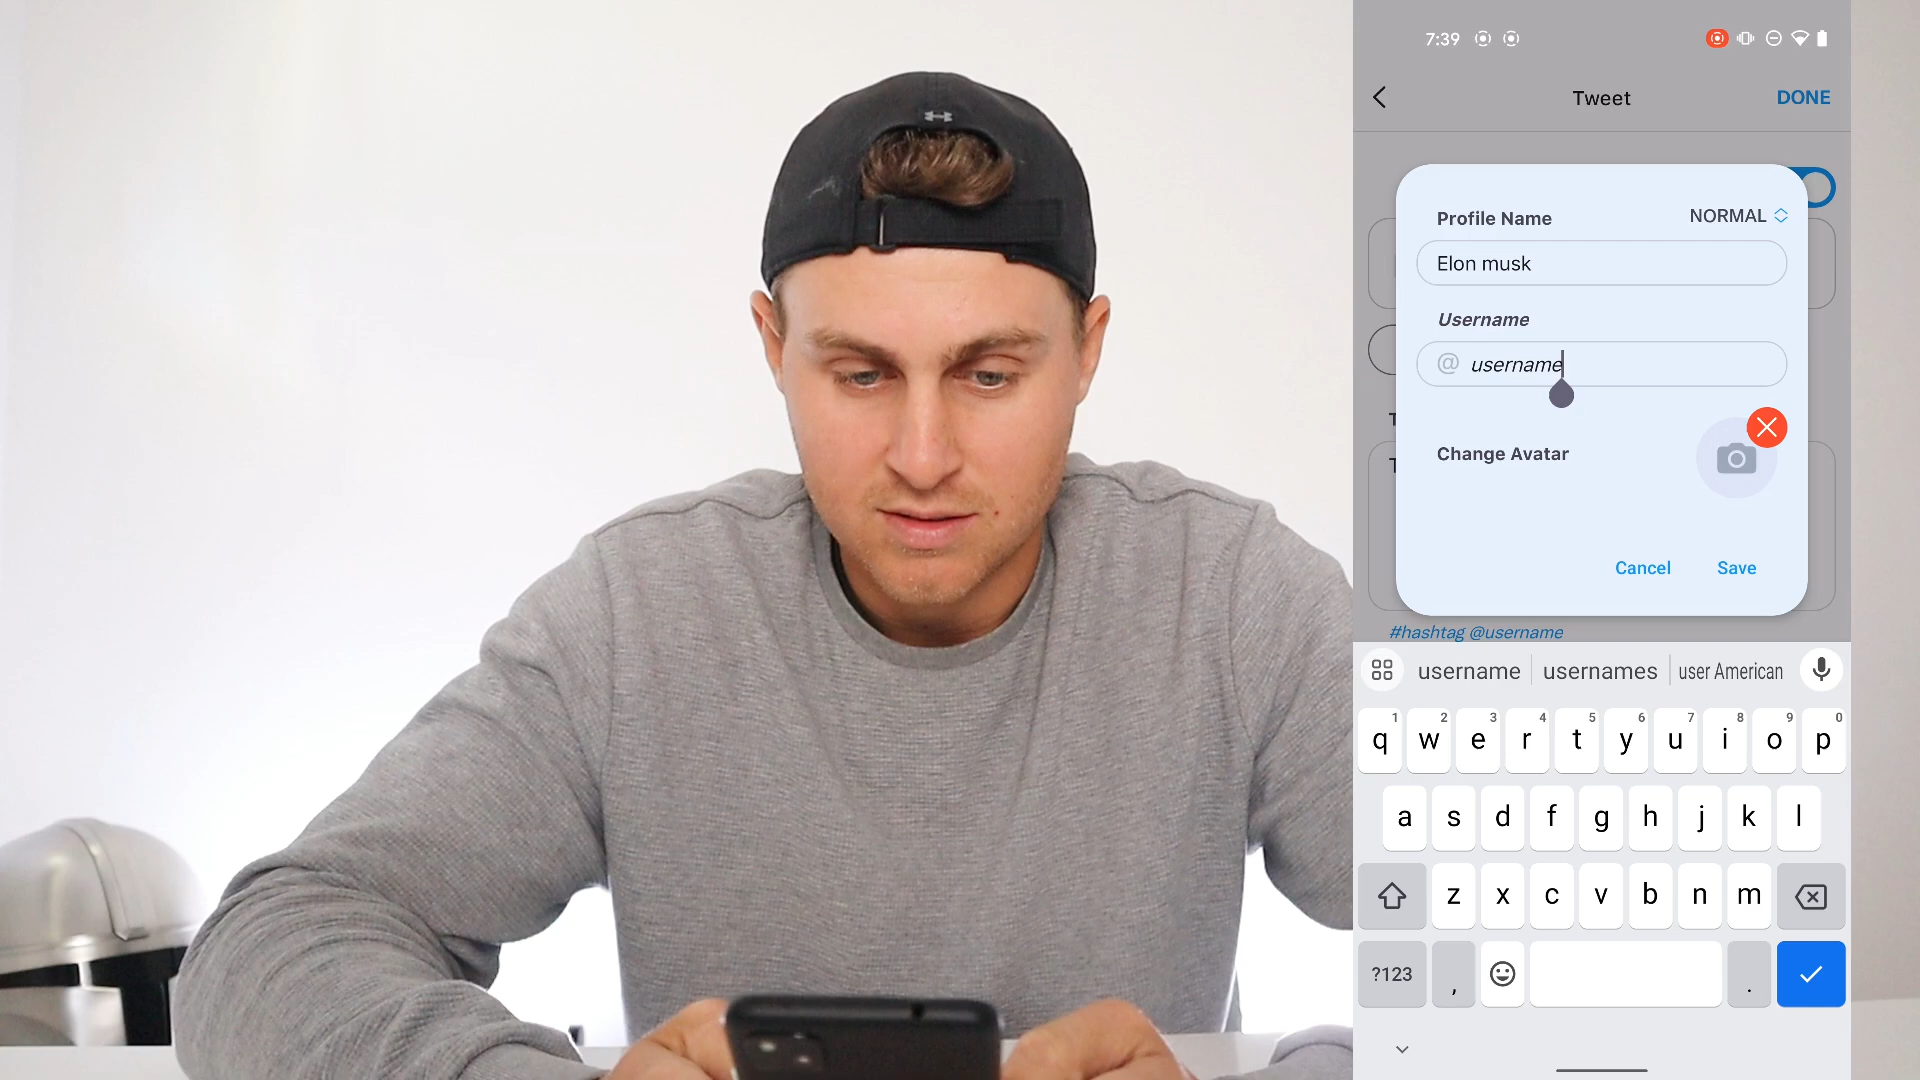 7:39
Tweet DONE
Profile Name NORMAL
Elon musk
Username
@ username
Change Avatar
T
T
Cancel Save
#hashtag @username
username usernames user American
1 2 3 4 5 6 7 8 9 0
q w e r t y u i o p
a s d f g h j k l
z x c v b n m
?123 , .